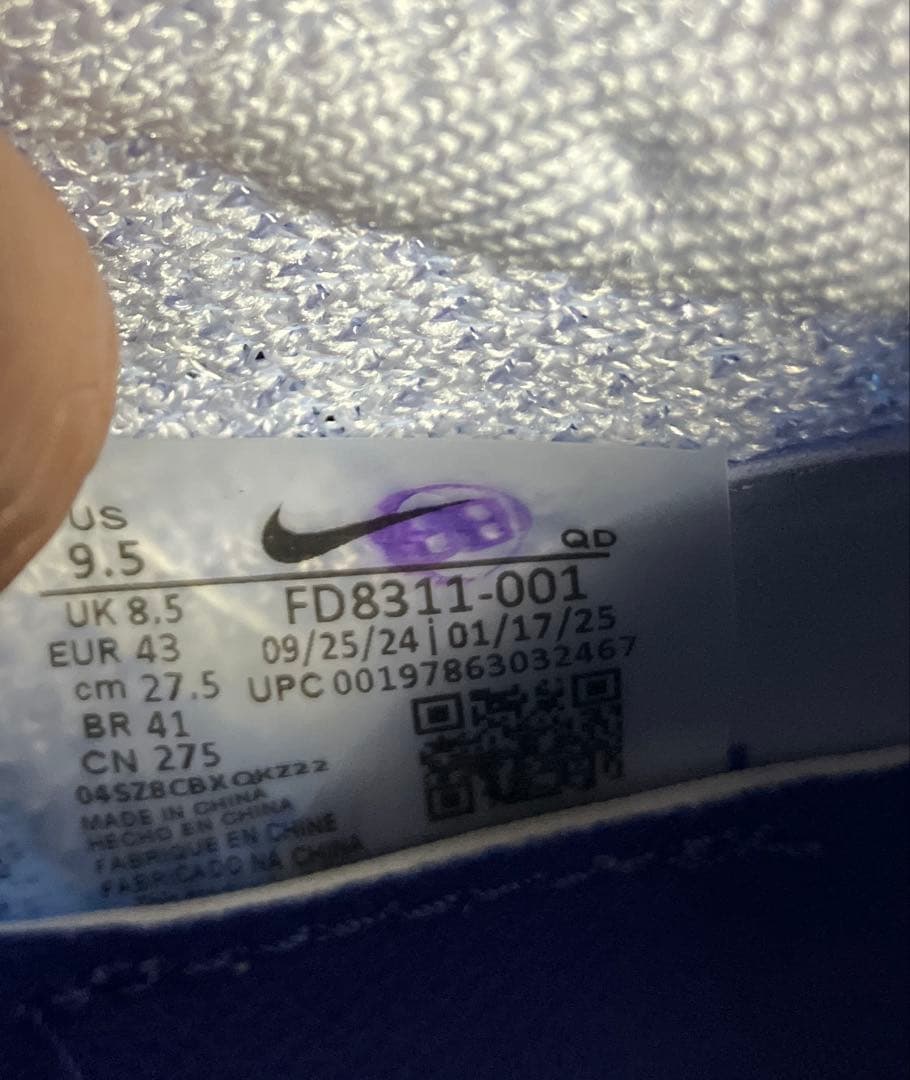 US
9.5
QD
UK 8.5
FD8311-001
EUR 43
09/25/24 | 01/17/25
cm 27.5
UPC 00197863032467
BR 41
CN 275
04SZ8CBXQKZ22
MADE IN CHINA
HECHO EN CHINA
FABRIQUE EN CHINE
FABRICADO NA CHINA